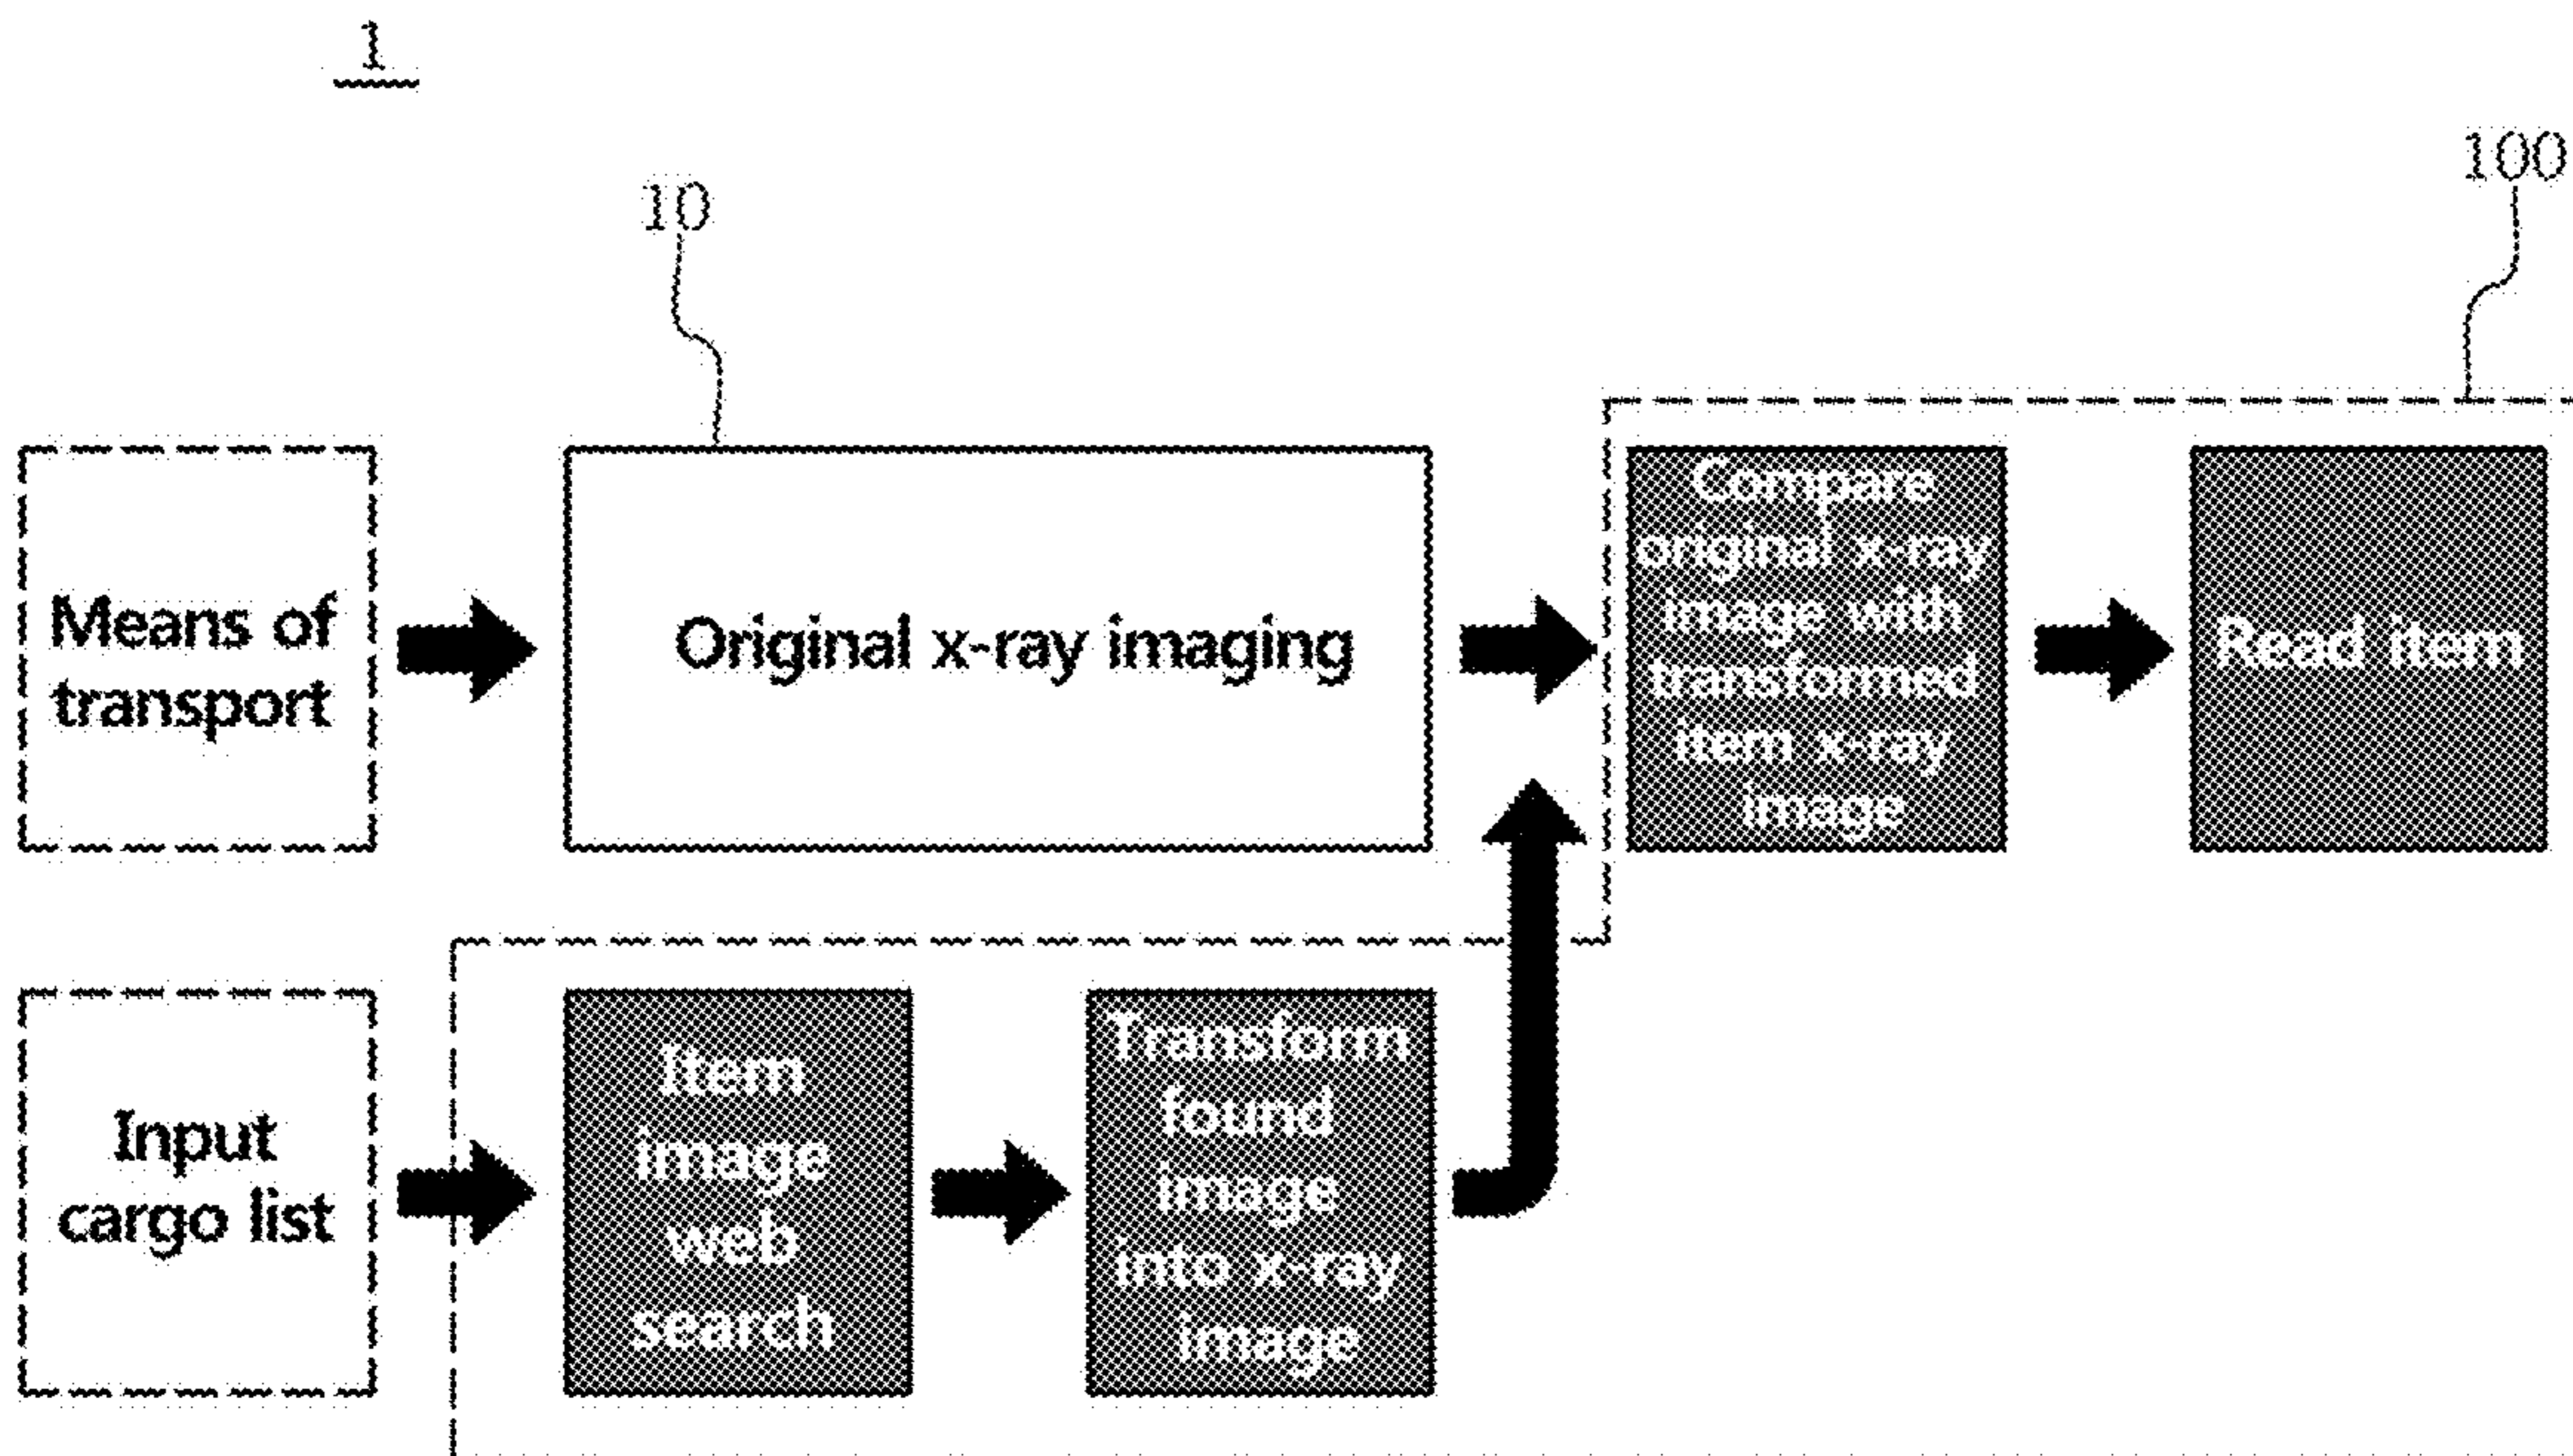 1
10
100
Means of
transport
Original x-ray imaging
Compare
original x-ray
image with
transformed
item x-ray
image
Read item
Input
cargo list
Item
image
web
search
Transform
found
image
into x-ray
image